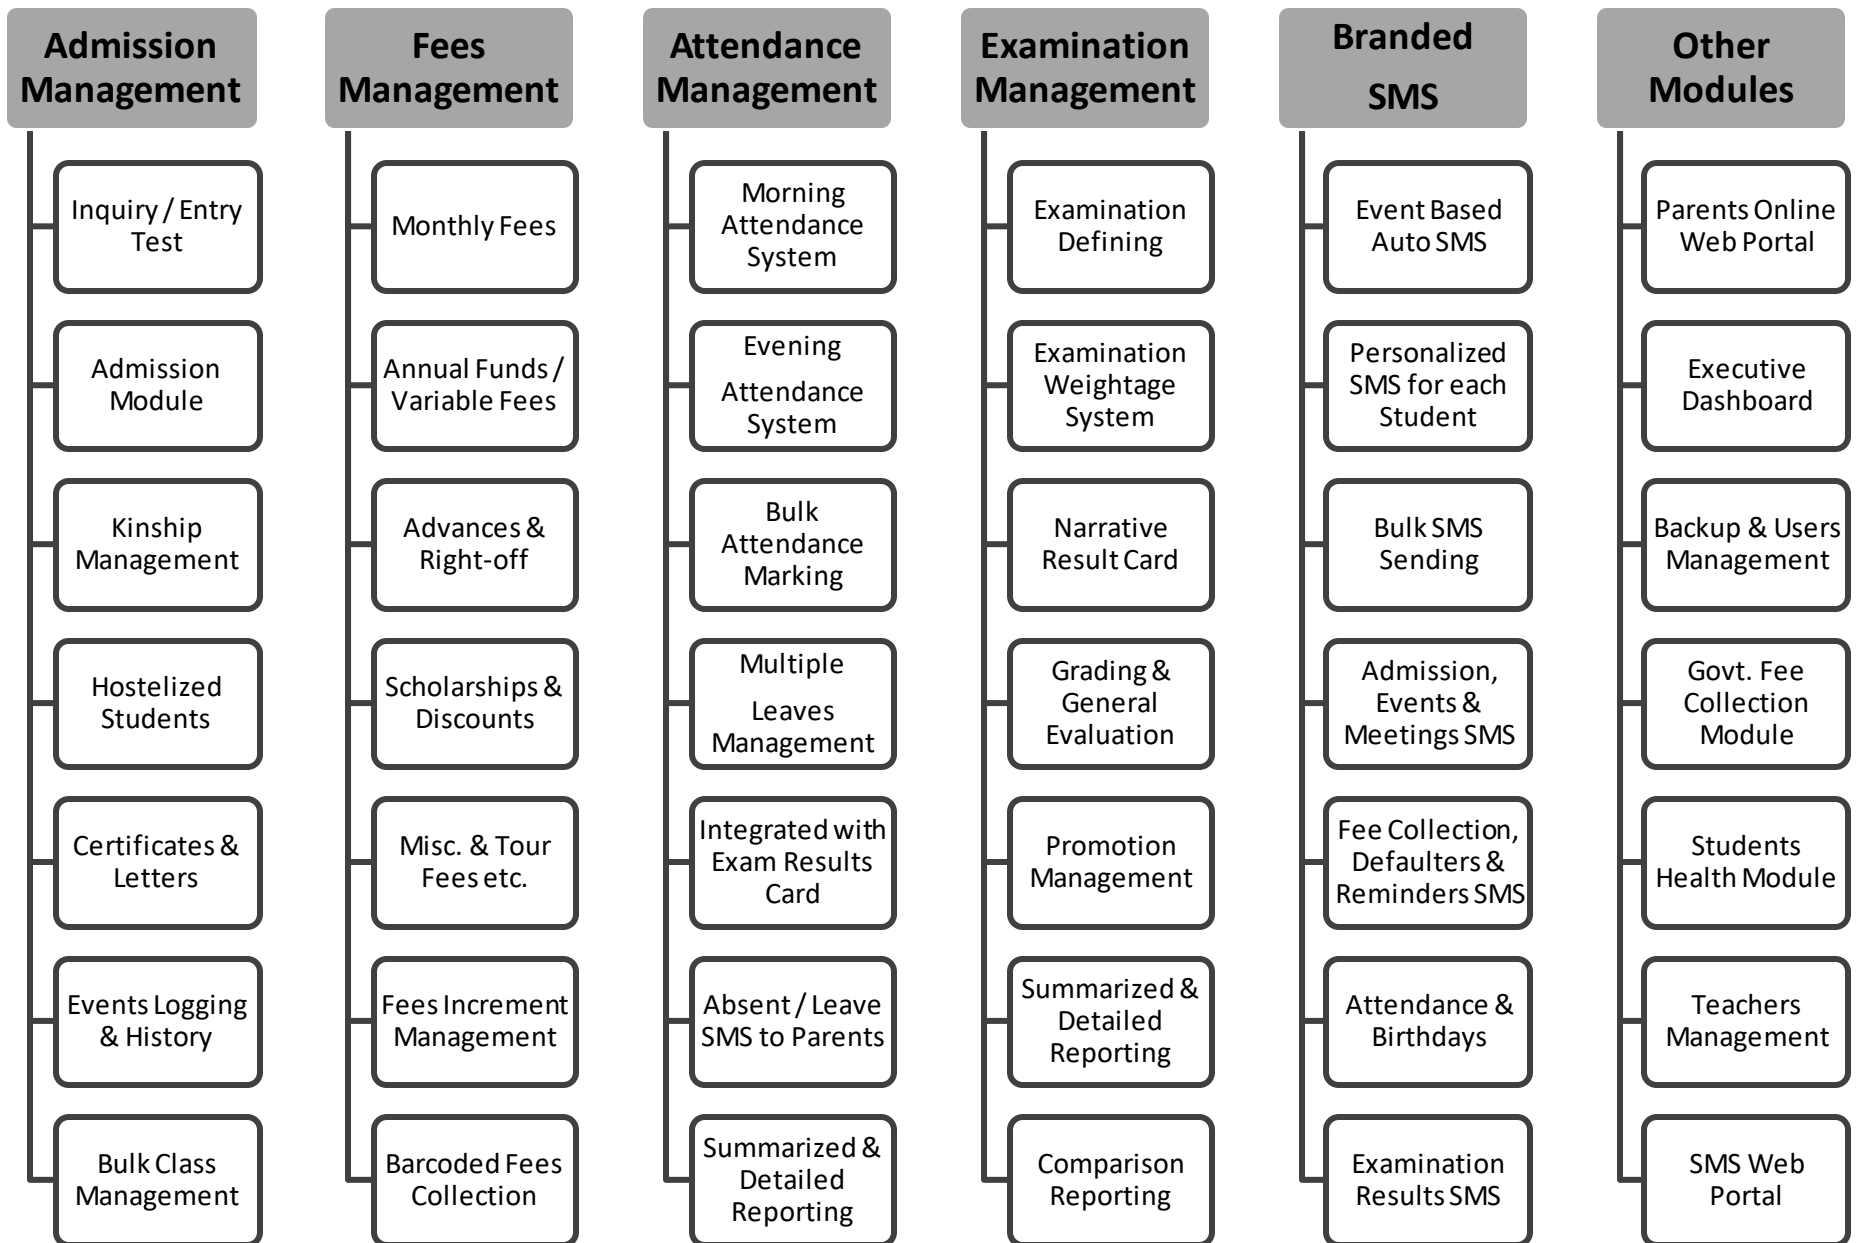 Admission
Management
Inquiry / Entry
Test
Admission
Module
Kinship
Management
Hostelized
Students
Certificates &
Letters
Events Logging
& History
Bulk Class
Management
Fees
Management
Monthly Fees
Annual Funds /
Variable Fees
Advances &
Right-off
Scholarships &
Discounts
Misc. & Tour
Fees etc.
Fees Increment
Management
Barcoded Fees
Collection
Attendance
Management
Morning
Attendance
System
Evening
Attendance
System
Bulk
Attendance
Marking
Multiple
Leaves
Management
Integrated with
Exam Results
Card
Absent / Leave
SMS to Parents
Summarized &
Detailed
Reporting
Examination
Management
Examination
Defining
Examination
Weightage
System
Narrative
Result Card
Grading &
General
Evaluation
Promotion
Management
Summarized &
Detailed
Reporting
Comparison
Reporting
Branded
SMS
Event Based
Auto SMS
Personalized
SMS for each
Student
Bulk SMS
Sending
Admission,
Events &
Meetings SMS
Fee Collection,
Defaulters &
Reminders SMS
Attendance &
Birthdays
Examination
Results SMS
Other
Modules
Parents Online
Web Portal
Executive
Dashboard
Backup & Users
Management
Govt. Fee
Collection
Module
Students
Health Module
Teachers
Management
SMS Web
Portal